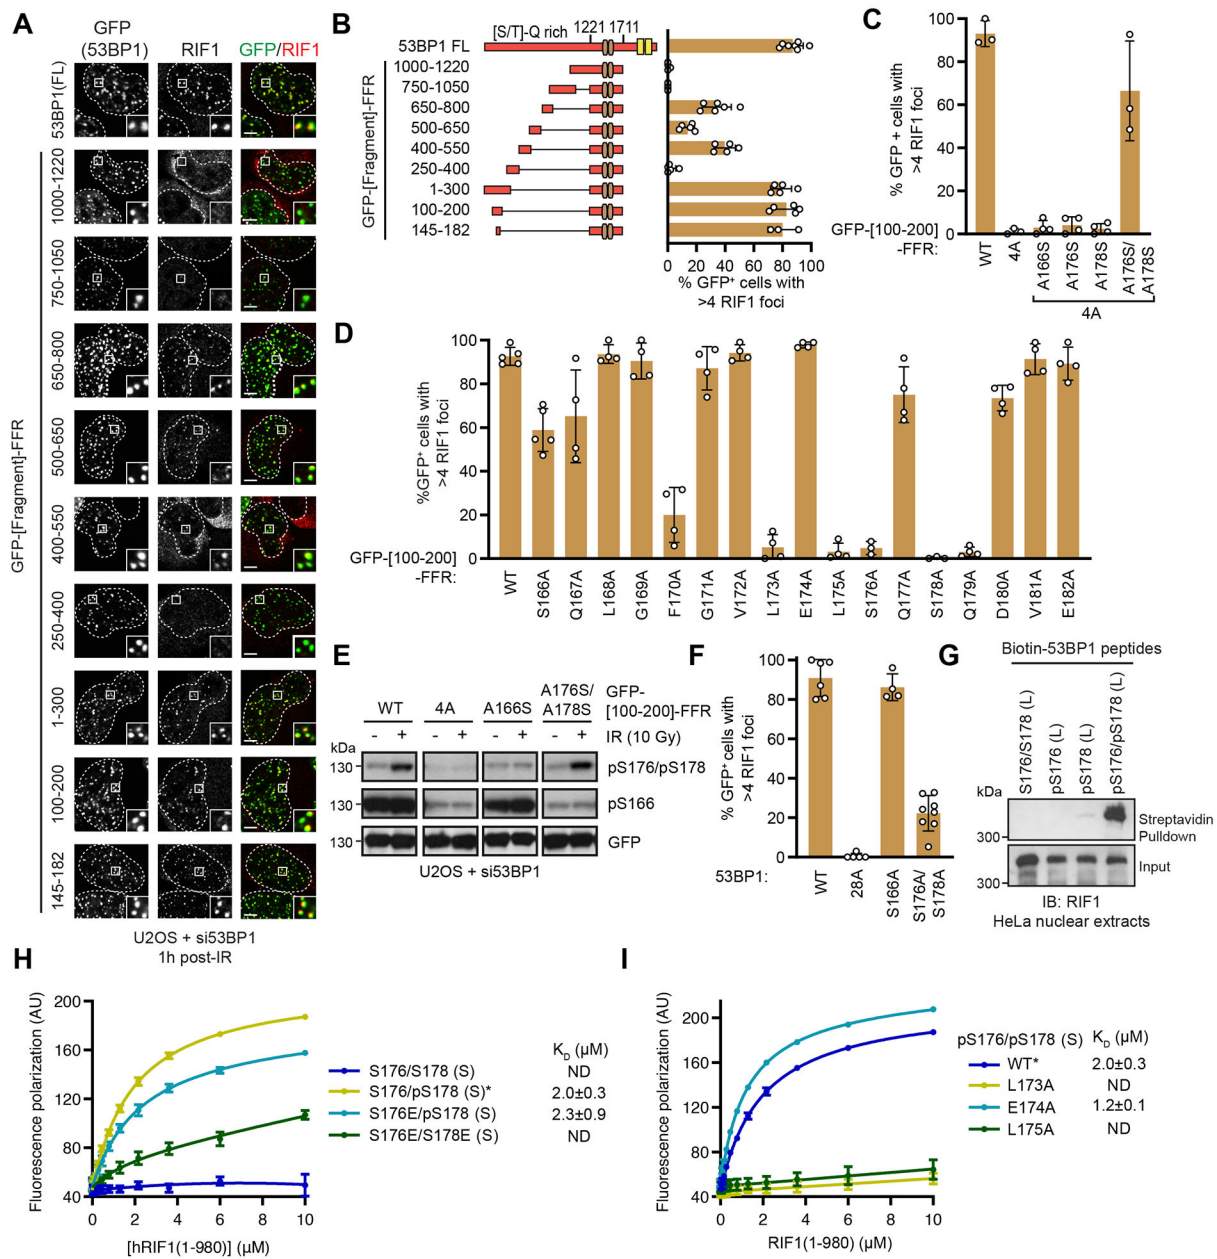 A
GFP
(53BP1)
RIF1
GFP/RIF1
53BP1(FL)
1000-1220
750-1050
650-800
500-650
400-550
250-400
1-300
100-200
145-182
GFP-[Fragment]-FFR
U2OS + si53BP1
1h post-IR
B
[S/T]-Q rich
1221
1711
53BP1 FL
1000-1220
750-1050
650-800
500-650
400-550
250-400
1-300
100-200
145-182
GFP-[Fragment]-FFR
0 20 40 60 80 100
% GFP+ cells with
>4 RIF1 foci
C
% GFP + cells with
>4 RIF1 foci
100
80
60
40
20
0
GFP-[100-200]
-FFR:
WT
4A
A166S
A176S
A178S
A176S/
A178S
4A
D
%GFP+ cells with
>4 RIF1 foci
100
80
60
40
20
0
GFP-[100-200]
-FFR:
WT
S166A
Q167A
L168A
G169A
F170A
G171A
V172A
L173A
E174A
L175A
S176A
Q177A
S178A
Q179A
D180A
V181A
E182A
E
WT
4A
A166S
A176S/
A178S
GFP-
[100-200]-FFR
- + - + - + - + IR (10 Gy)
kDa
130
pS176/pS178
130
pS166
130
GFP
U2OS + si53BP1
F
% GFP+ cells with
>4 RIF1 foci
100
80
60
40
20
0
53BP1:
WT
28A
S166A
S176A/
S178A
G
Biotin-53BP1 peptides
S176/S178 (L)
pS176 (L)
pS178 (L)
pS176/pS178 (L)
kDa
300
Streptavidin
Pulldown
300
Input
IB: RIF1
HeLa nuclear extracts
H
Fluorescence polarization (AU)
200
160
120
80
40
0 2 4 6 8 10
[hRIF1(1-980)] (µM)
KD (µM)
S176/S178 (S) ND
S176/pS178 (S)* 2.0±0.3
S176E/pS178 (S) 2.3±0.9
S176E/S178E (S) ND
I
Fluorescence polarization (AU)
200
160
120
80
40
0 2 4 6 8 10
RIF1(1-980) (µM)
pS176/pS178 (S) KD (µM)
WT* 2.0±0.3
L173A ND
E174A 1.2±0.1
L175A ND